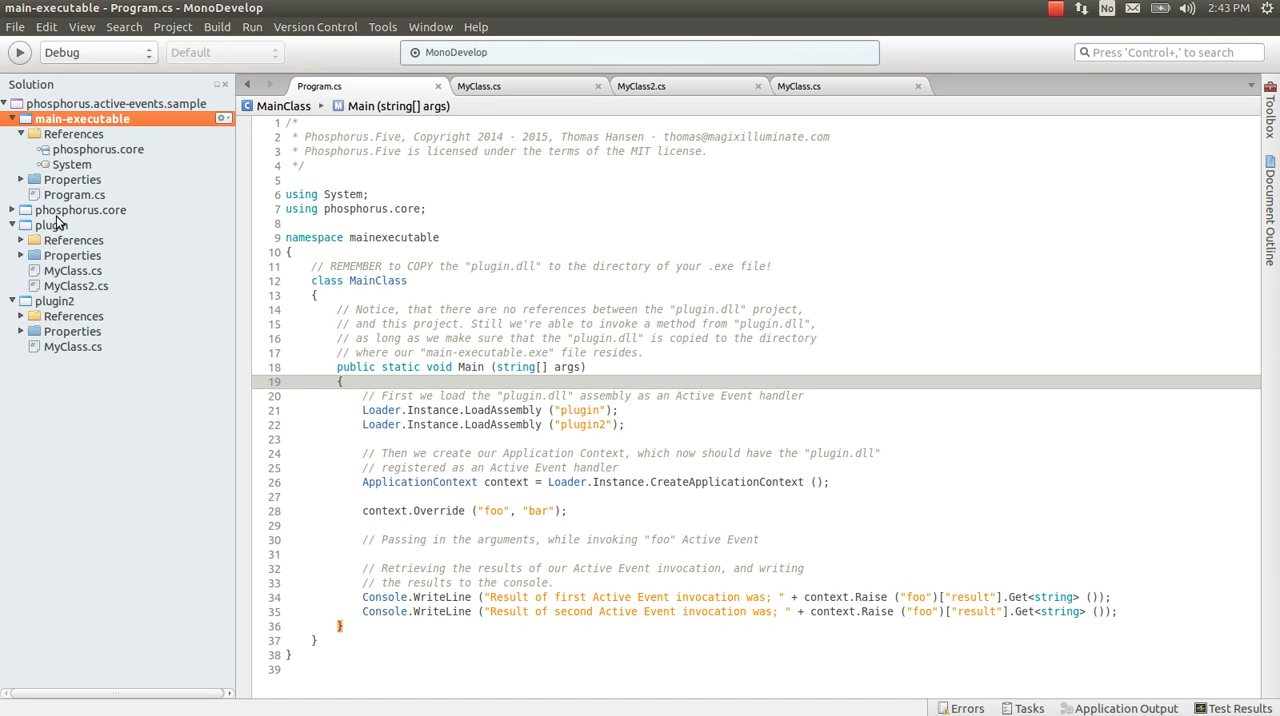 main-executable - Program.cs - MonoDevelop
No
2:43 PM
File Edit View Search Project Build Run Version Control Tools Window Help
Debug
Default
MonoDevelop
Press 'Control+,' to search
Solution
Program.cs
MyClass.cs
MyClass2.cs
MyClass.cs
phosphorus.active-events.sample
main-executable
References
phosphorus.core
System
Properties
Program.cs
phosphorus.core
plugin
References
Properties
MyClass.cs
MyClass2.cs
plugin2
References
Properties
MyClass.cs
MainClass
Main (string[] args)
1 /*
2 * Phosphorus.Five, Copyright 2014 - 2015, Thomas Hansen - thomas@magixilluminate.com
3 * Phosphorus.Five is licensed under the terms of the MIT license.
4 */
5
6 using System;
7 using phosphorus.core;
8
9 namespace mainexecutable
10 {
11 // REMEMBER to COPY the "plugin.dll" to the directory of your .exe file!
12 class MainClass
13 {
14 // Notice, that there are no references between the "plugin.dll" project,
15 // and this project. Still we're able to invoke a method from "plugin.dll",
16 // as long as we make sure that the "plugin.dll" is copied to the directory
17 // where our "main-executable.exe" file resides.
18 public static void Main (string[] args)
19 {
20 // First we load the "plugin.dll" assembly as an Active Event handler
21 Loader.Instance.LoadAssembly ("plugin");
22 Loader.Instance.LoadAssembly ("plugin2");
23
24 // Then we create our Application Context, which now should have the "plugin.dll"
25 // registered as an Active Event handler
26 ApplicationContext context = Loader.Instance.CreateApplicationContext ();
27
28 context.Override ("foo", "bar");
29
30 // Passing in the arguments, while invoking "foo" Active Event
31
32 // Retrieving the results of our Active Event invocation, and writing
33 // the results to the console.
34 Console.WriteLine ("Result of first Active Event invocation was; " + context.Raise ("foo")["result"].Get<string> ());
35 Console.WriteLine ("Result of second Active Event invocation was; " + context.Raise ("foo")["result"].Get<string> ());
36 }
37 }
38 }
39
Toolbox
Document Outline
Errors
Tasks
Application Output
Test Results